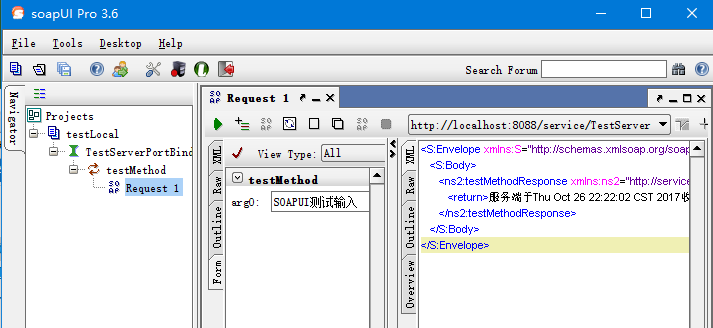 soapUI Pro 3.6
File Tools Desktop Help
Search Forum
Navigator
Projects
testLocal
TestServerPortBind
testMethod
Request 1
Request 1
http://localhost:8088/service/TestServer
View Type: All
testMethod
arg0: SOAPUI测试输入
XML
Raw
Outline
Form
XML
Raw
Outline
Overview
<S:Envelope xmlns:S="http://schemas.xmlsoap.org/soap
<S:Body>
<ns2:testMethodResponse xmlns:ns2="http://service
<return>服务端于Thu Oct 26 22:22:02 CST 2017收
</ns2:testMethodResponse>
</S:Body>
</S:Envelope>